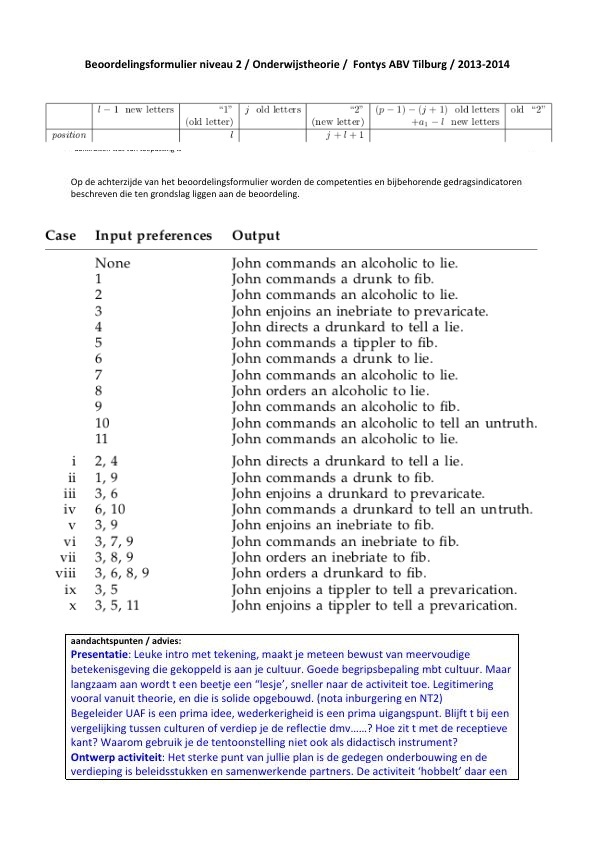 Beoordelingsformulier niveau 2 / Onderwijstheorie / Fontys ABV Tilburg / 2013-2014
l − 1 new letters "1" j old letters "2" (p − 1) − (j + 1) old letters old "2"
(old letter) (new letter) +a₁ − l new letters
position l j + l + 1
Op de achterzijde van het beoordelingsformulier worden de competenties en bijbehorende gedragsindicatoren
beschreven die ten grondslag liggen aan de beoordeling.
Case Input preferences Output
None John commands an alcoholic to lie.
1 John commands a drunk to fib.
2 John commands an alcoholic to lie.
3 John enjoins an inebriate to prevaricate.
4 John directs a drunkard to tell a lie.
5 John commands a tippler to fib.
6 John commands a drunk to lie.
7 John commands an alcoholic to lie.
8 John orders an alcoholic to lie.
9 John commands an alcoholic to fib.
10 John commands an alcoholic to tell an untruth.
11 John commands an alcoholic to lie.
i 2, 4 John directs a drunkard to tell a lie.
ii 1, 9 John commands a drunk to fib.
iii 3, 6 John enjoins a drunkard to prevaricate.
iv 6, 10 John commands a drunkard to tell an untruth.
v 3, 9 John enjoins an inebriate to fib.
vi 3, 7, 9 John commands an inebriate to fib.
vii 3, 8, 9 John orders an inebriate to fib.
viii 3, 6, 8, 9 John orders a drunkard to fib.
ix 3, 5 John enjoins a tippler to tell a prevarication.
x 3, 5, 11 John enjoins a tippler to tell a prevarication.
aandachtspunten / advies:
Presentatie: Leuke intro met tekening, maakt je meteen bewust van meervoudige
betekenisgeving die gekoppeld is aan je cultuur. Goede begripsbepaling mbt cultuur. Maar
langzaam aan wordt t een beetje een "lesje', sneller naar de activiteit toe. Legitimering
vooral vanuit theorie, en die is solide opgebouwd. (nota inburgering en NT2)
Begeleider UAF is een prima idee, wederkerigheid is een prima uigangspunt. Blijft t bij een
vergelijking tussen culturen of verdiep je de reflectie dmv......? Hoe zit t met de receptieve
kant? Waarom gebruik je de tentoonstelling niet ook als didactisch instrument?
Ontwerp activiteit: Het sterke punt van jullie plan is de gedegen onderbouwing en de
verdieping is beleidsstukken en samenwerkende partners. De activiteit 'hobbelt' daar een